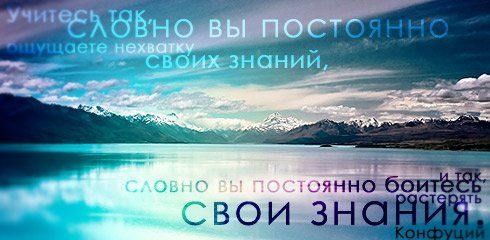 Учитесь так,
словно вы постоянно
ощущаете нехватку
своих знаний,
и так,
словно вы постоянно боитесь
растерять
свои знания.
Конфуций